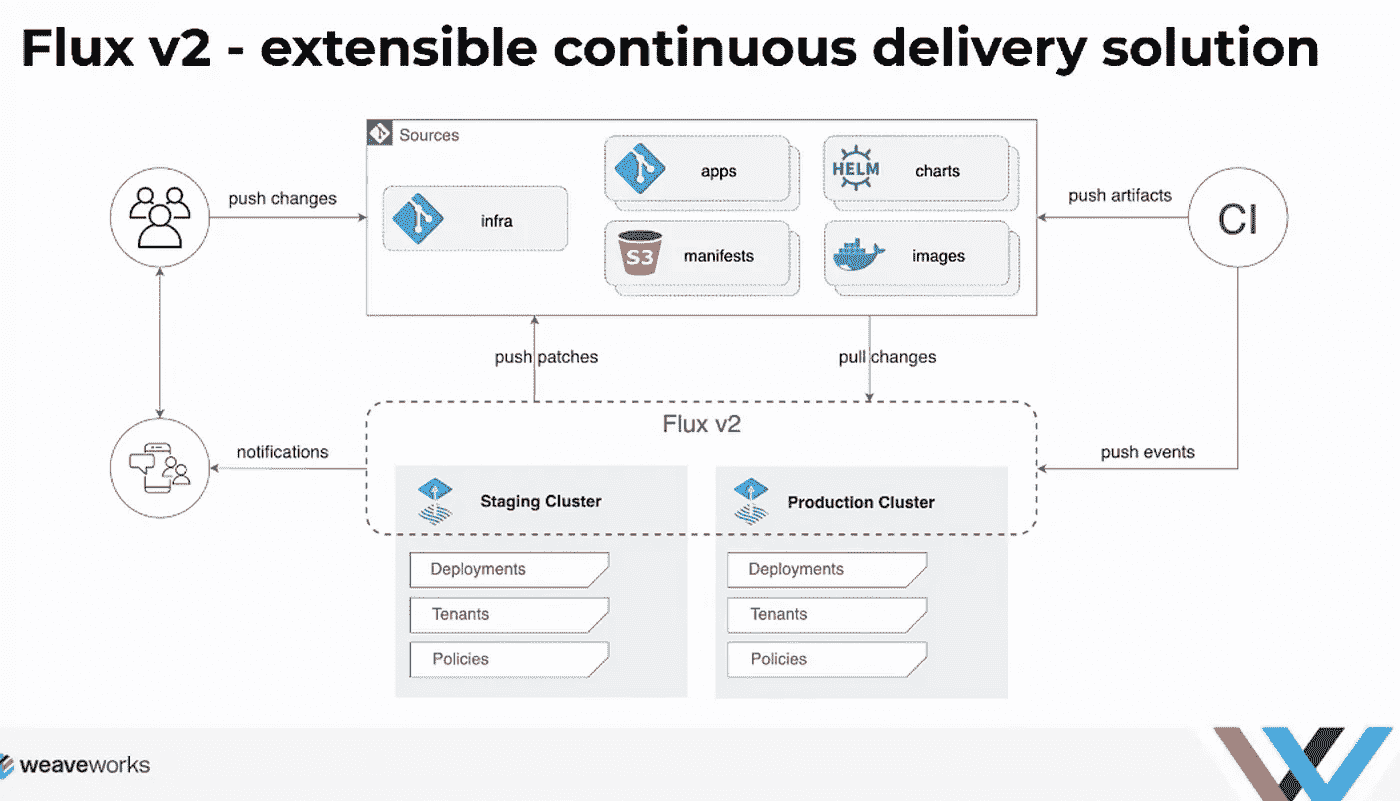 Flux v2 - extensible continuous delivery solution
Sources
apps
HELM
charts
push changes
infra
push artifacts
CI
S3
manifests
images
push patches
pull changes
Flux v2
notifications
push events
Staging Cluster
Production Cluster
Deployments
Deployments
Tenants
Tenants
Policies
Policies
weaveworks